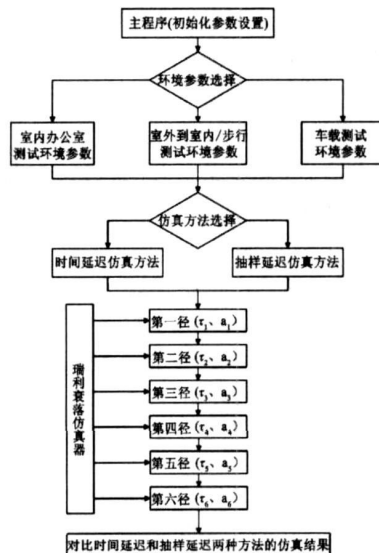 主程序(初始化参数设置)
环境参数选择
室内办公室
测试环境参数
室外到室内/步行
测试环境参数
车载测试
环境参数
仿真方法选择
时间延迟仿真方法
抽样延迟仿真方法
瑞利衰落仿真器
第一径 (τ₁、a₁)
第二径 (τ₂、a₂)
第三径 (τ₃、a₃)
第四径 (τ₄、a₄)
第五径 (τ₅、a₅)
第六径 (τ₆、a₆)
对比时间延迟和抽样延迟两种方法的仿真结果